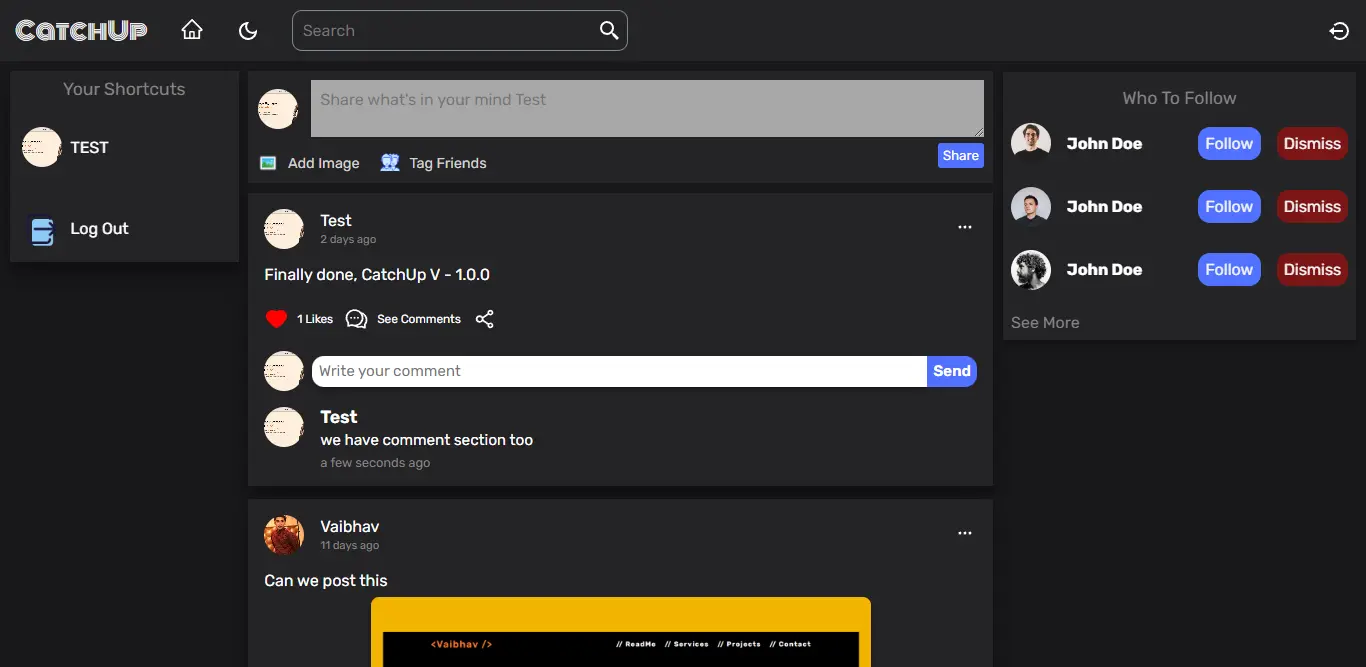 CatchUp
Search
Your Shortcuts
TEST
Log Out
Share what's in your mind Test
Add Image
Tag Friends
Share
Test
2 days ago
Finally done, CatchUp V - 1.0.0
1 Likes
See Comments
Write your comment
Send
Test
we have comment section too
a few seconds ago
Vaibhav
11 days ago
Can we post this
<Vaibhav />
// ReadMe // Services // Projects // Contact
Who To Follow
John Doe Follow Dismiss
John Doe Follow Dismiss
John Doe Follow Dismiss
See More